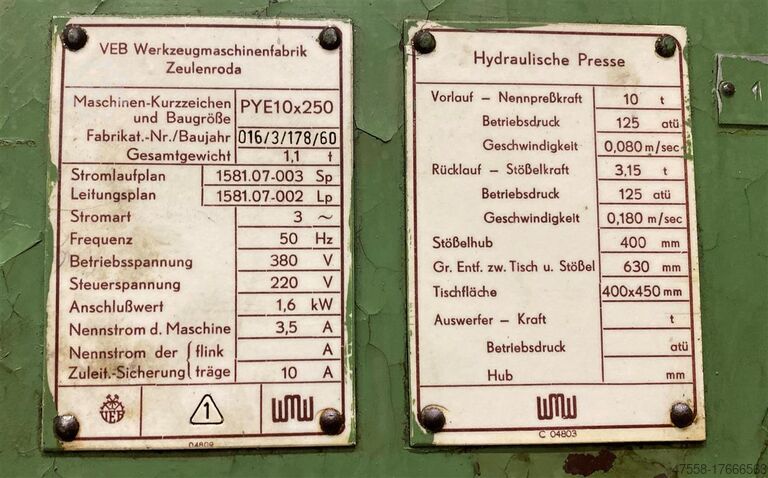 VEB Werkzeugmaschinenfabrik
Zeulenroda
Maschinen-Kurzzeichen
und Baugröße PYE10x250
Fabrikat.-Nr./Baujahr 016/3/178/60
Gesamtgewicht 1,1 t
Stromlaufplan 1581.07-003 Sp
Leitungsplan 1581.07-002 Lp
Stromart 3 ~
Frequenz 50 Hz
Betriebsspannung 380 V
Steuerspannung 220 V
Anschlußwert 1,6 kW
Nennstrom d. Maschine 3,5 A
Nennstrom der { flink A
Zuleit.-Sicherung { träge 10 A
VEB 1 WMW
04809
Hydraulische Presse
Vorlauf – Nennpreßkraft 10 t
Betriebsdruck 125 atü
Geschwindigkeit 0,080 m/sec
Rücklauf – Stößelkraft 3,15 t
Betriebsdruck 125 atü
Geschwindigkeit 0,180 m/sec
Stößelhub 400 mm
Gr. Entf. zw. Tisch u. Stößel 630 mm
Tischfläche 400x450 mm
Auswerfer – Kraft t
Betriebsdruck atü
Hub mm
WMW
C 04803
1
47558-17666563